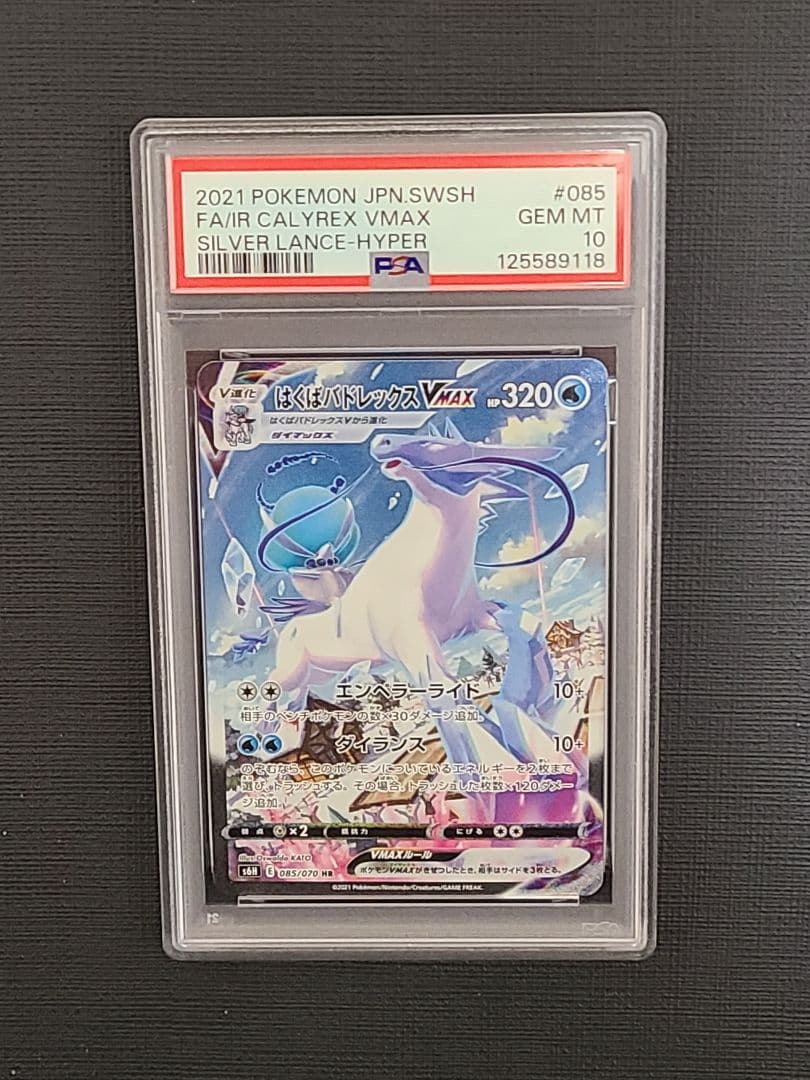 2021 POKEMON JPN.SWSH #085
FA/IR CALYREX VMAX GEM MT
SILVER LANCE-HYPER 10
PSA 125589118
V進化 はくばバドレックスVMAX HP 320
はくばバドレックスVから進化
ダイマックス
エンペラーライド 10+
相手のベンチポケモンの数×30ダメージ追加。
ダイランス 10+
のぞむなら、このポケモンについているエネルギーを2枚まで
選び、トラッシュする。その場合、トラッシュした枚数×120ダメ
ージ追加。
弱点 ×2 抵抗力 にげる
Illus. Oswaldo KATO
VMAXルール
s6H E 085/070 HR
ポケモンVMAXがきぜつしたとき、相手はサイドを3枚とる。
©2021 Pokémon/Nintendo/Creatures/GAME FREAK.